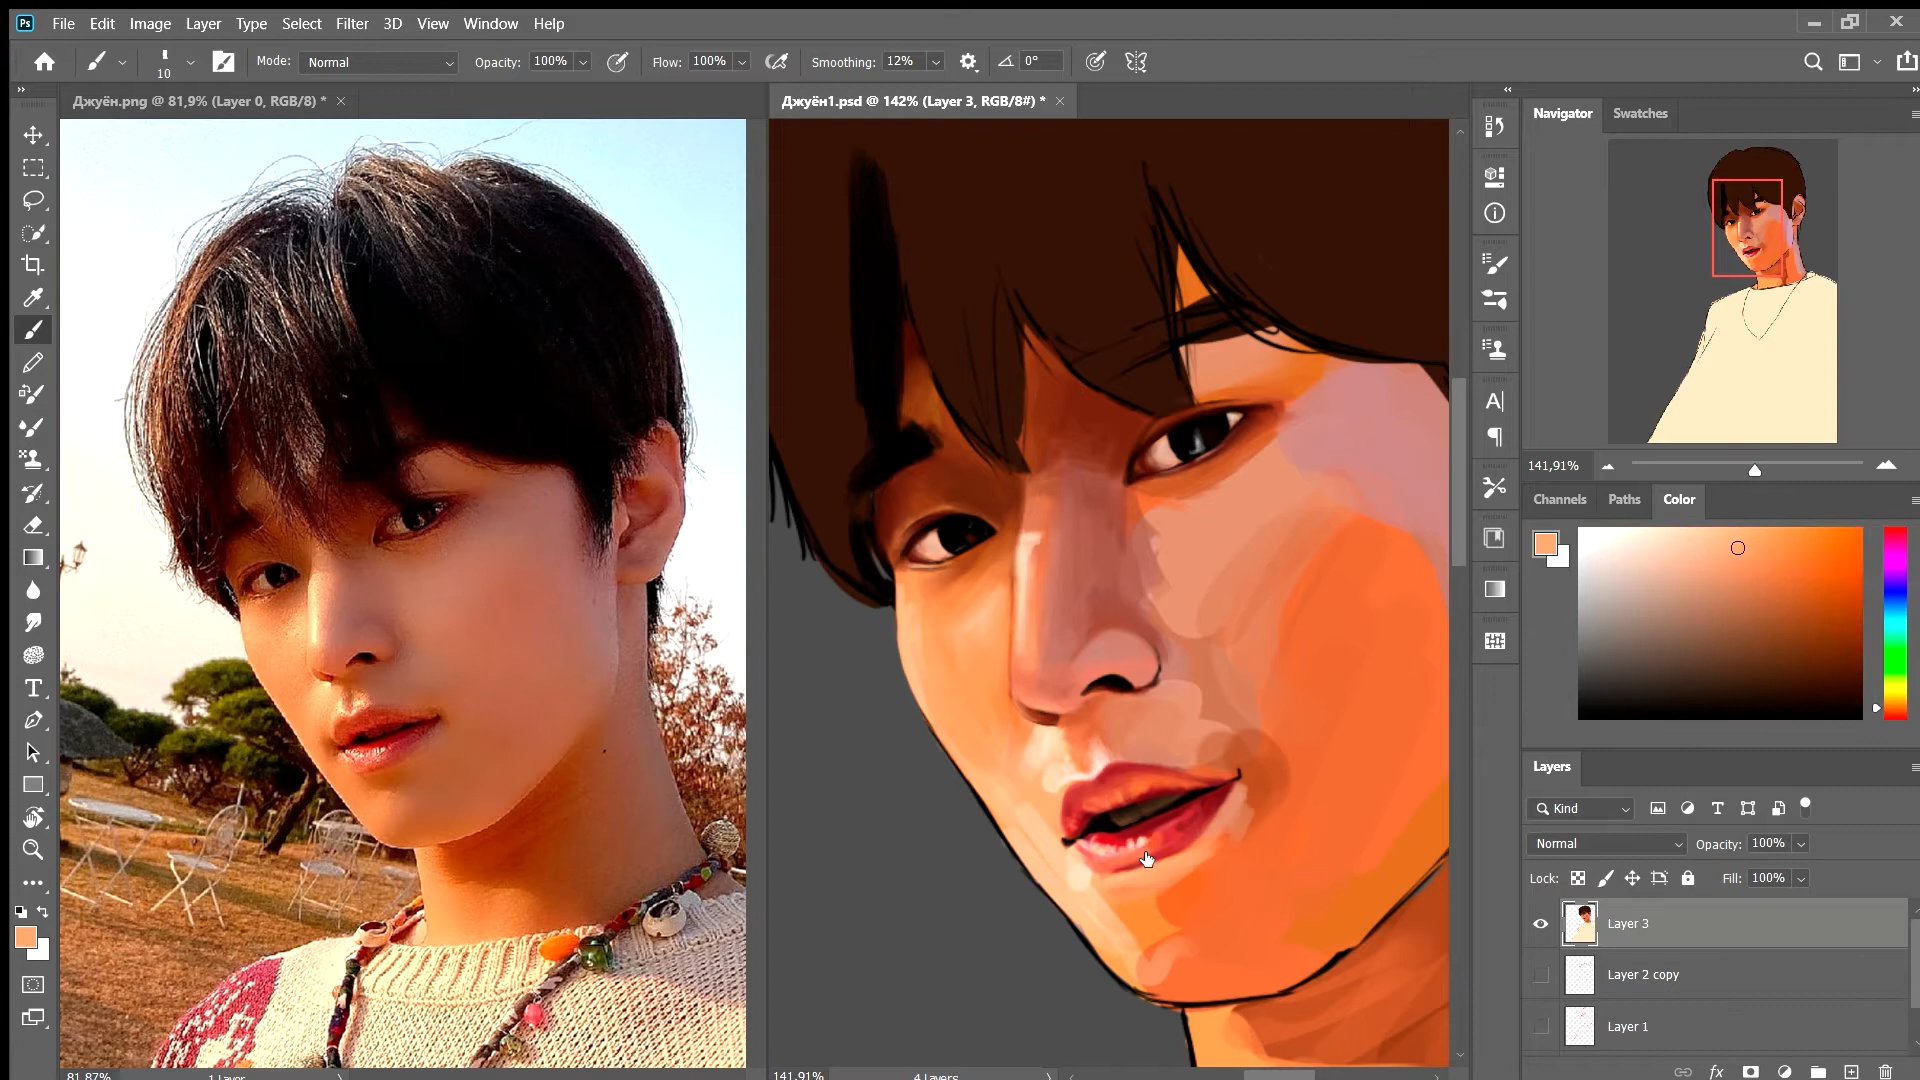 Ps File Edit Image Layer Type Select Filter 3D View Window Help
10 Mode: Normal Opacity: 100% Flow: 100% Smoothing: 12% 0°
Джуён.png @ 81,9% (Layer 0, RGB/8) *
Джуён1.psd @ 142% (Layer 3, RGB/8#) *
Navigator Swatches
141,91%
Channels Paths Color
Layers
Kind
Normal Opacity: 100%
Lock: Fill: 100%
Layer 3
Layer 2 copy
Layer 1
fx
81,87% 1 Layer
141,91% 4 Layers